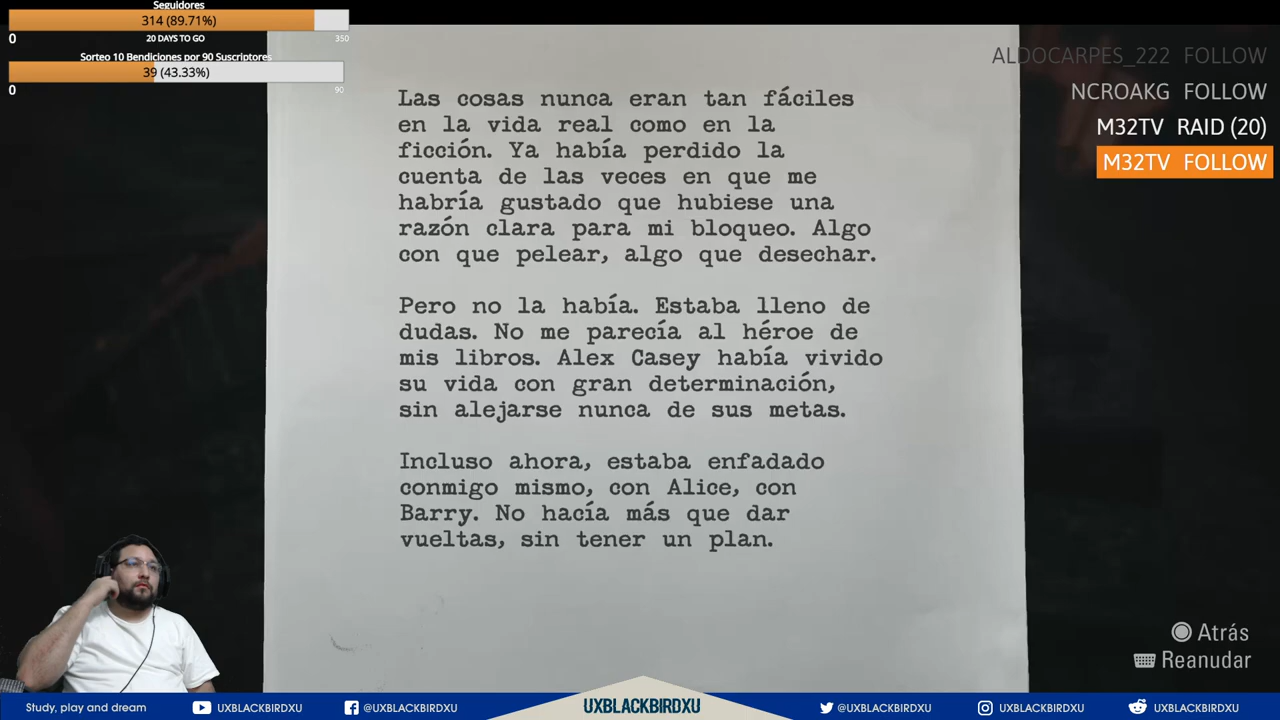 Seguidores
314 (89.71%)
0
20 DAYS TO GO
350
Sorteo 10 Bendiciones por 90 Suscriptores
39 (43.33%)
0
90
ALDOCARPES_222 FOLLOW
NCROAKG FOLLOW
M32TV RAID (20)
M32TV FOLLOW
Las cosas nunca eran tan fáciles
en la vida real como en la
ficción. Ya había perdido la
cuenta de las veces en que me
habría gustado que hubiese una
razón clara para mi bloqueo. Algo
con que pelear, algo que desechar.
Pero no la había. Estaba lleno de
dudas. No me parecía al héroe de
mis libros. Alex Casey había vivido
su vida con gran determinación,
sin alejarse nunca de sus metas.
Incluso ahora, estaba enfadado
conmigo mismo, con Alice, con
Barry. No hacía más que dar
vueltas, sin tener un plan.
Atrás
Reanudar
Study, play and dream
UXBLACKBIRDXU
@UXBLACKBIRDXU
UXBLACKBIRDXU
@UXBLACKBIRDXU
UXBLACKBIRDXU
UXBLACKBIRDXU